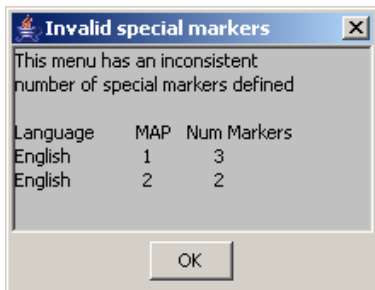 Invalid special markers
This menu has an inconsistent
number of special markers defined
Language MAP Num Markers
English 1 3
English 2 2
OK